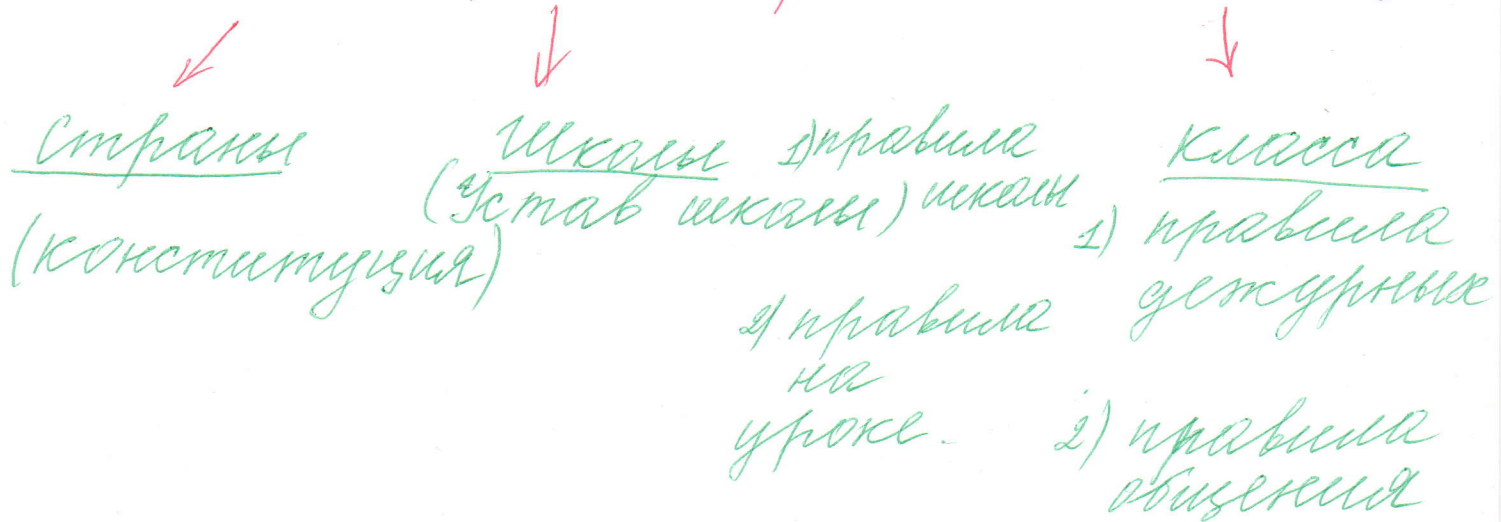 Страны
(конституция)
Школы
(Устав школы)
1) правила
школы
2) правила
на
уроке.
Класса
1) правила
дежурных
2) правила
общения